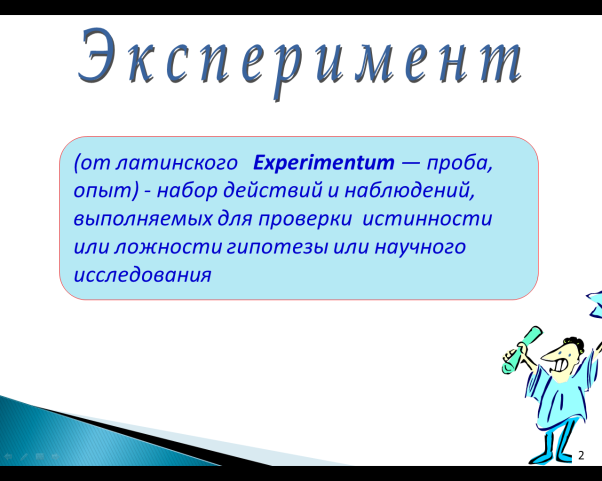 Эксперимент
(от латинского Experimentum — проба,
опыт) - набор действий и наблюдений,
выполняемых для проверки истинности
или ложности гипотезы или научного
исследования
2